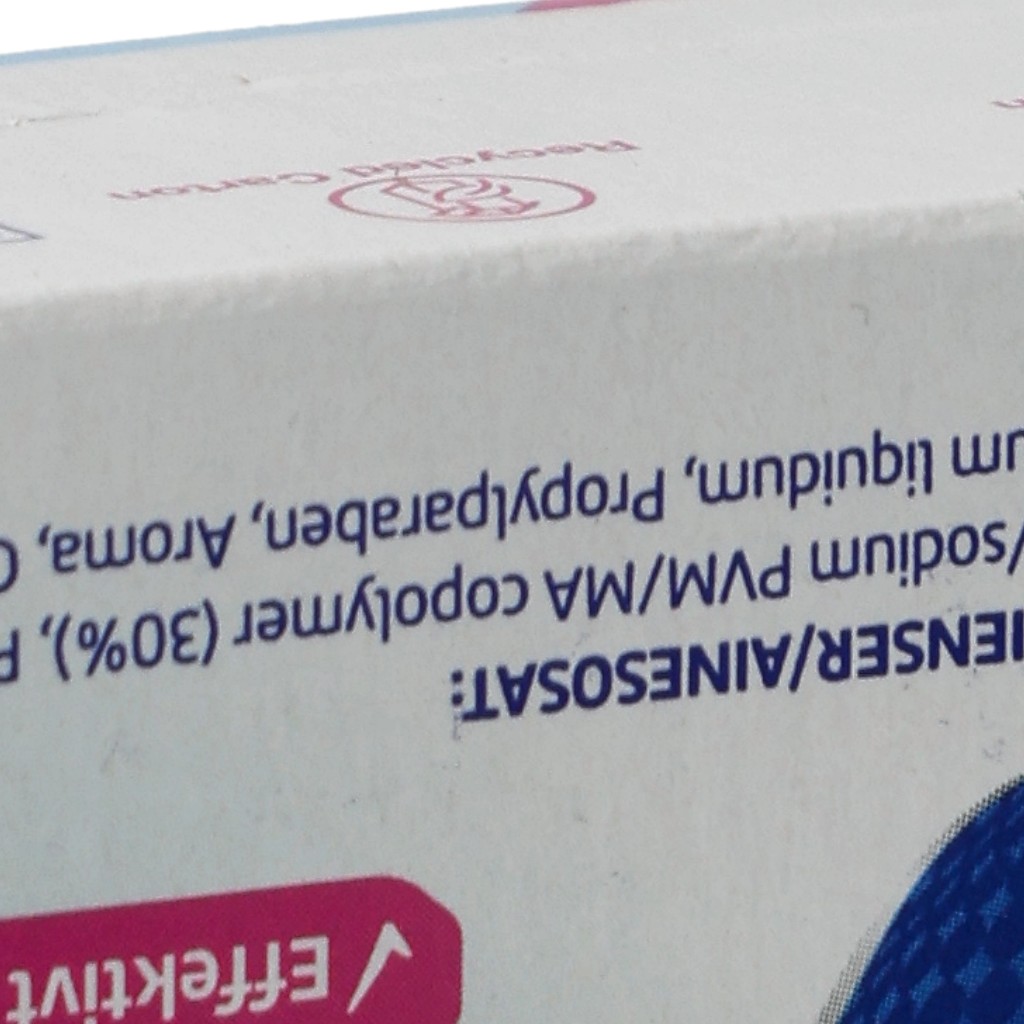 ✓ Effektivt
IENSER/AINESOSAT:
/sodium PVM/MA copolymer (30%), P
um liquidum, Propylparaben, Aroma, C
Recycled Carton